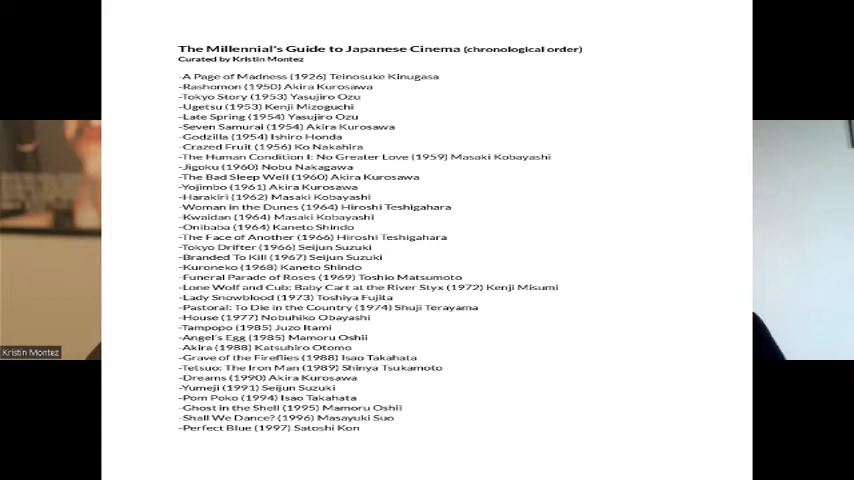 The Millennial's Guide to Japanese Cinema (chronological order)
Curated by Kristin Montez
-A Page of Madness (1926) Teinosuke Kinugasa
-Rashomon (1950) Akira Kurosawa
-Tokyo Story (1953) Yasujiro Ozu
-Ugetsu (1953) Kenji Mizoguchi
-Late Spring (1954) Yasujiro Ozu
-Seven Samurai (1954) Akira Kurosawa
-Godzilla (1954) Ishiro Honda
-Crazed Fruit (1956) Ko Nakahira
-The Human Condition I: No Greater Love (1959) Masaki Kobayashi
-Jigoku (1960) Nobu Nakagawa
-The Bad Sleep Well (1960) Akira Kurosawa
-Yojimbo (1961) Akira Kurosawa
-Harakiri (1962) Masaki Kobayashi
-Woman in the Dunes (1964) Hiroshi Teshigahara
-Kwaidan (1964) Masaki Kobayashi
-Onibaba (1964) Kaneto Shindo
-The Face of Another (1966) Hiroshi Teshigahara
-Tokyo Drifter (1966) Seijun Suzuki
-Branded To Kill (1967) Seijun Suzuki
-Kuroneko (1968) Kaneto Shindo
-Funeral Parade of Roses (1969) Toshio Matsumoto
-Lone Wolf and Cub: Baby Cart at the River Styx (1972) Kenji Misumi
-Lady Snowblood (1973) Toshiya Fujita
-Pastoral: To Die in the Country (1974) Shuji Terayama
-House (1977) Nobuhiko Obayashi
-Tampopo (1985) Juzo Itami
-Angel's Egg (1985) Mamoru Oshii
-Akira (1988) Katsuhiro Otomo
-Grave of the Fireflies (1988) Isao Takahata
-Tetsuo: The Iron Man (1989) Shinya Tsukamoto
-Dreams (1990) Akira Kurosawa
-Yumeji (1991) Seijun Suzuki
-Pom Poko (1994) Isao Takahata
-Ghost in the Shell (1995) Mamoru Oshii
-Shall We Dance? (1996) Masayuki Suo
-Perfect Blue (1997) Satoshi Kon
Kristin Montez